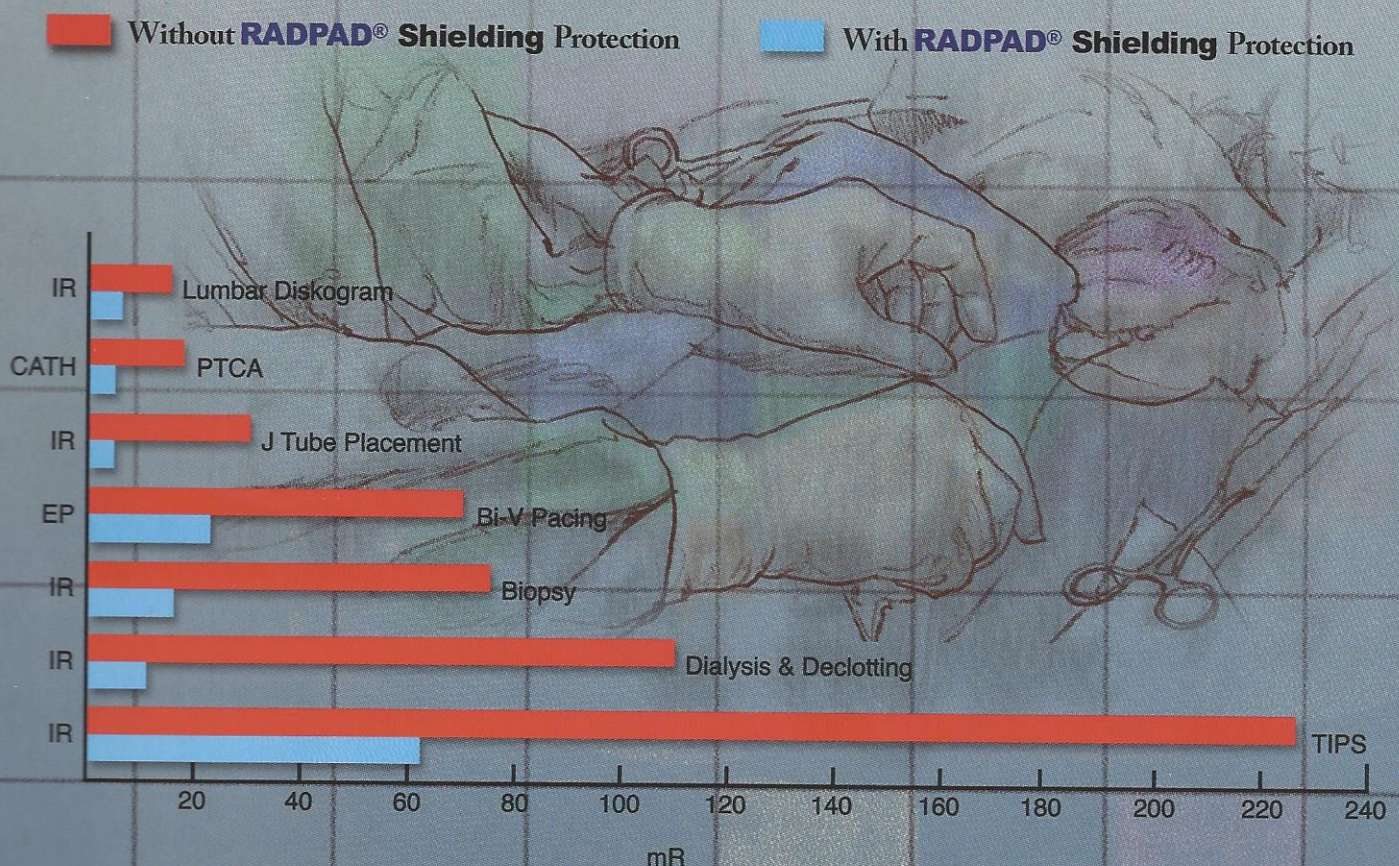 Without RADPAD® Shielding Protection
With RADPAD® Shielding Protection
IR Lumbar Diskogram
CATH PTCA
IR J Tube Placement
EP Bi-V Pacing
IR Biopsy
IR Dialysis & Declotting
IR TIPS
20 40 60 80 100 120 140 160 180 200 220 240
mR